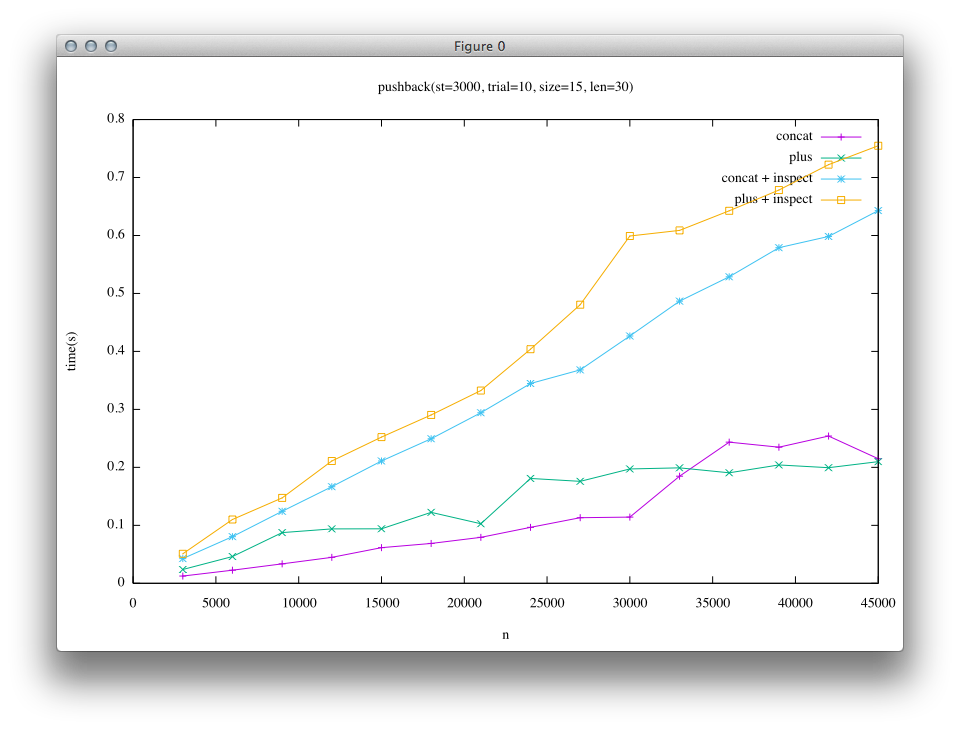 Figure 0
pushback(st=3000, trial=10, size=15, len=30)
concat
plus
concat + inspect
plus + inspect
0.8
0.7
0.6
0.5
0.4
0.3
0.2
0.1
0
time(s)
0 5000 10000 15000 20000 25000 30000 35000 40000 45000
n